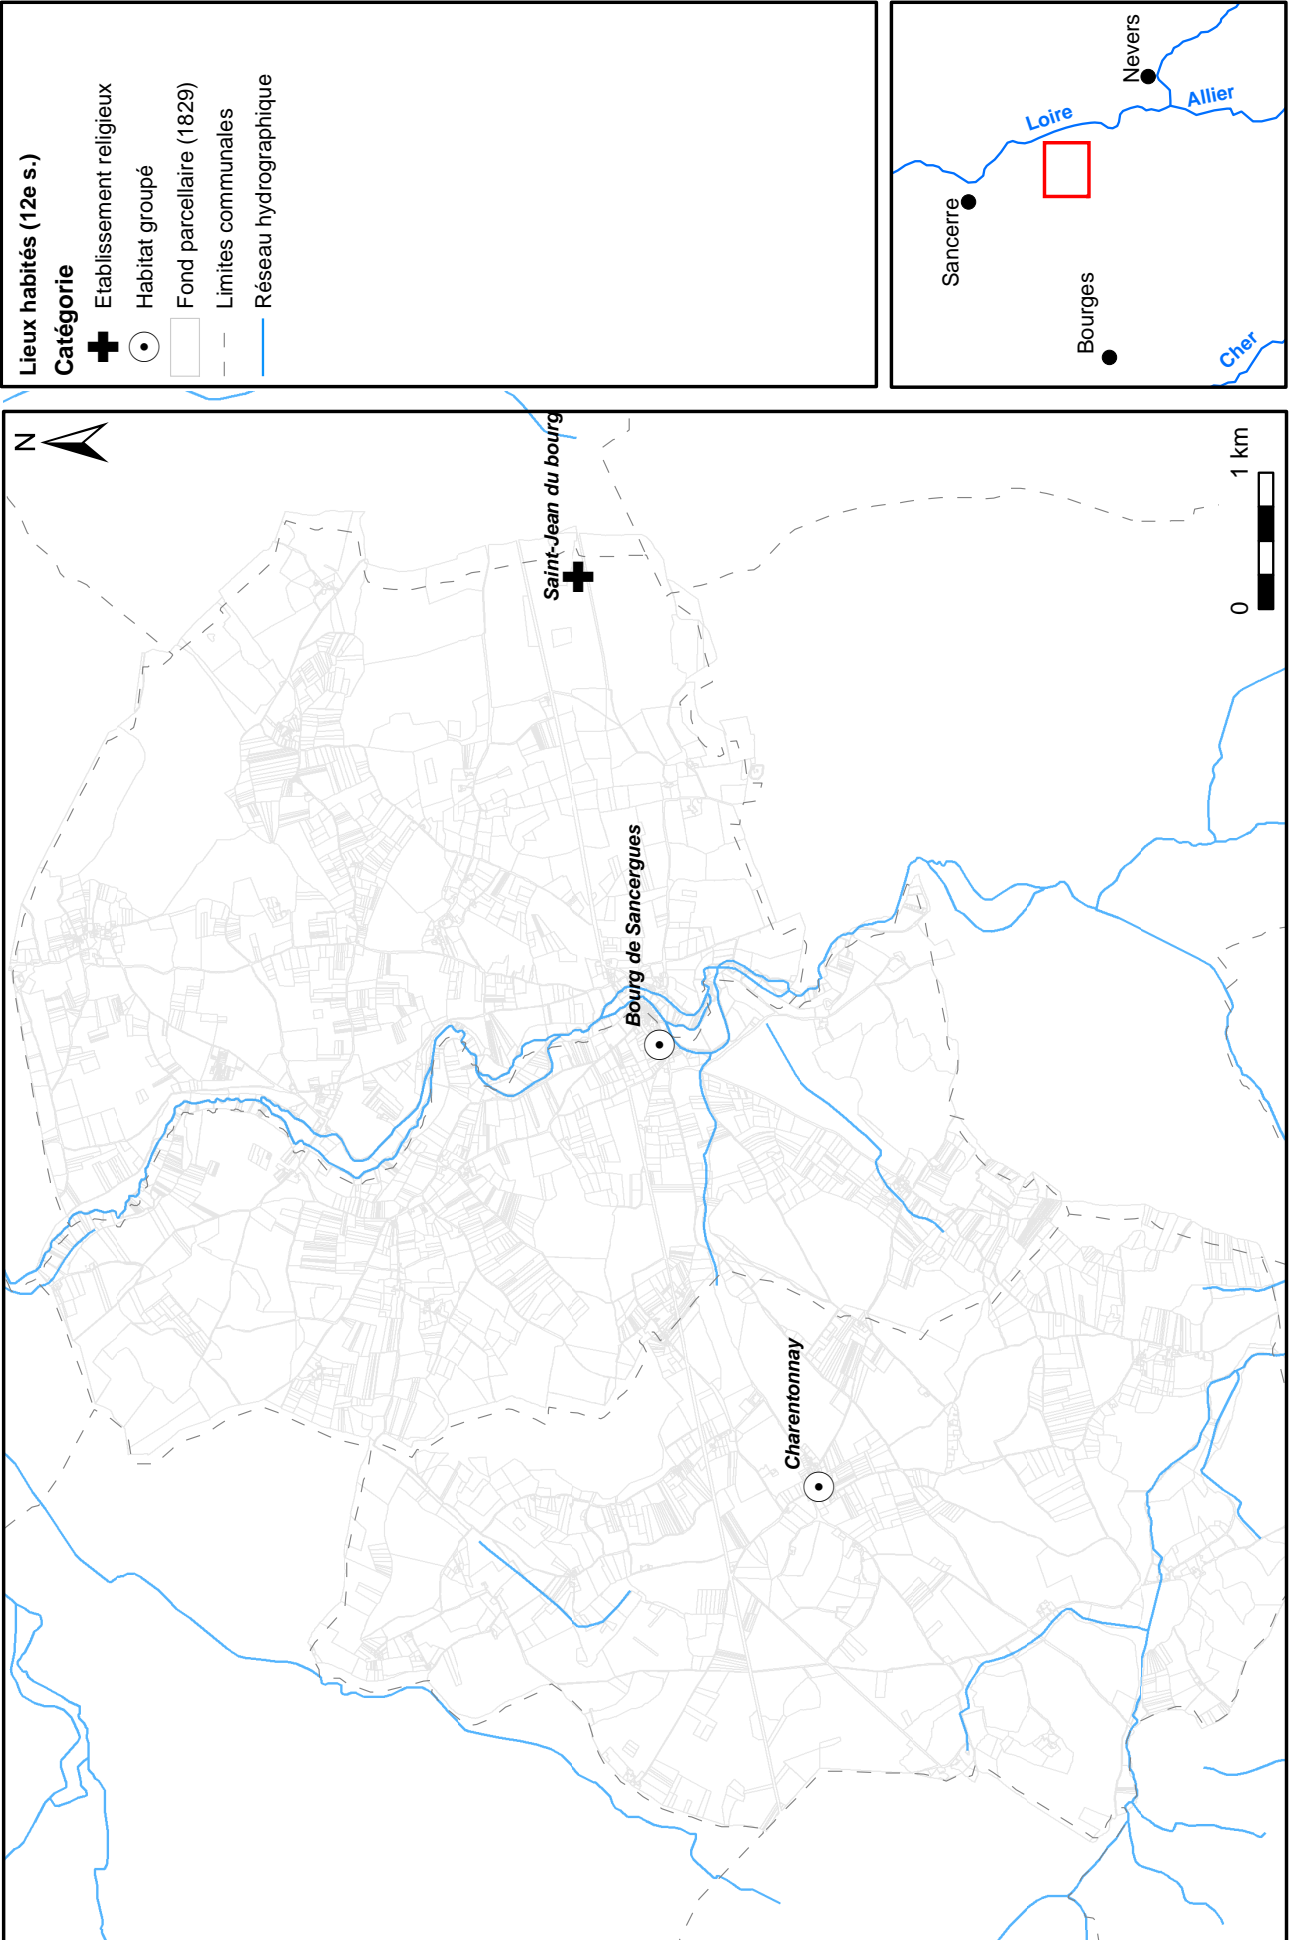 Lieux habités (12e s.)
Catégorie
Etablissement religieux
Habitat groupé
Fond parcellaire (1829)
Limites communales
Réseau hydrographique
Sancerre
Bourges
Nevers
Loire
Allier
Cher
N
Saint-Jean du bourg
Bourg de Sancergues
Charentonnay
0 1 km